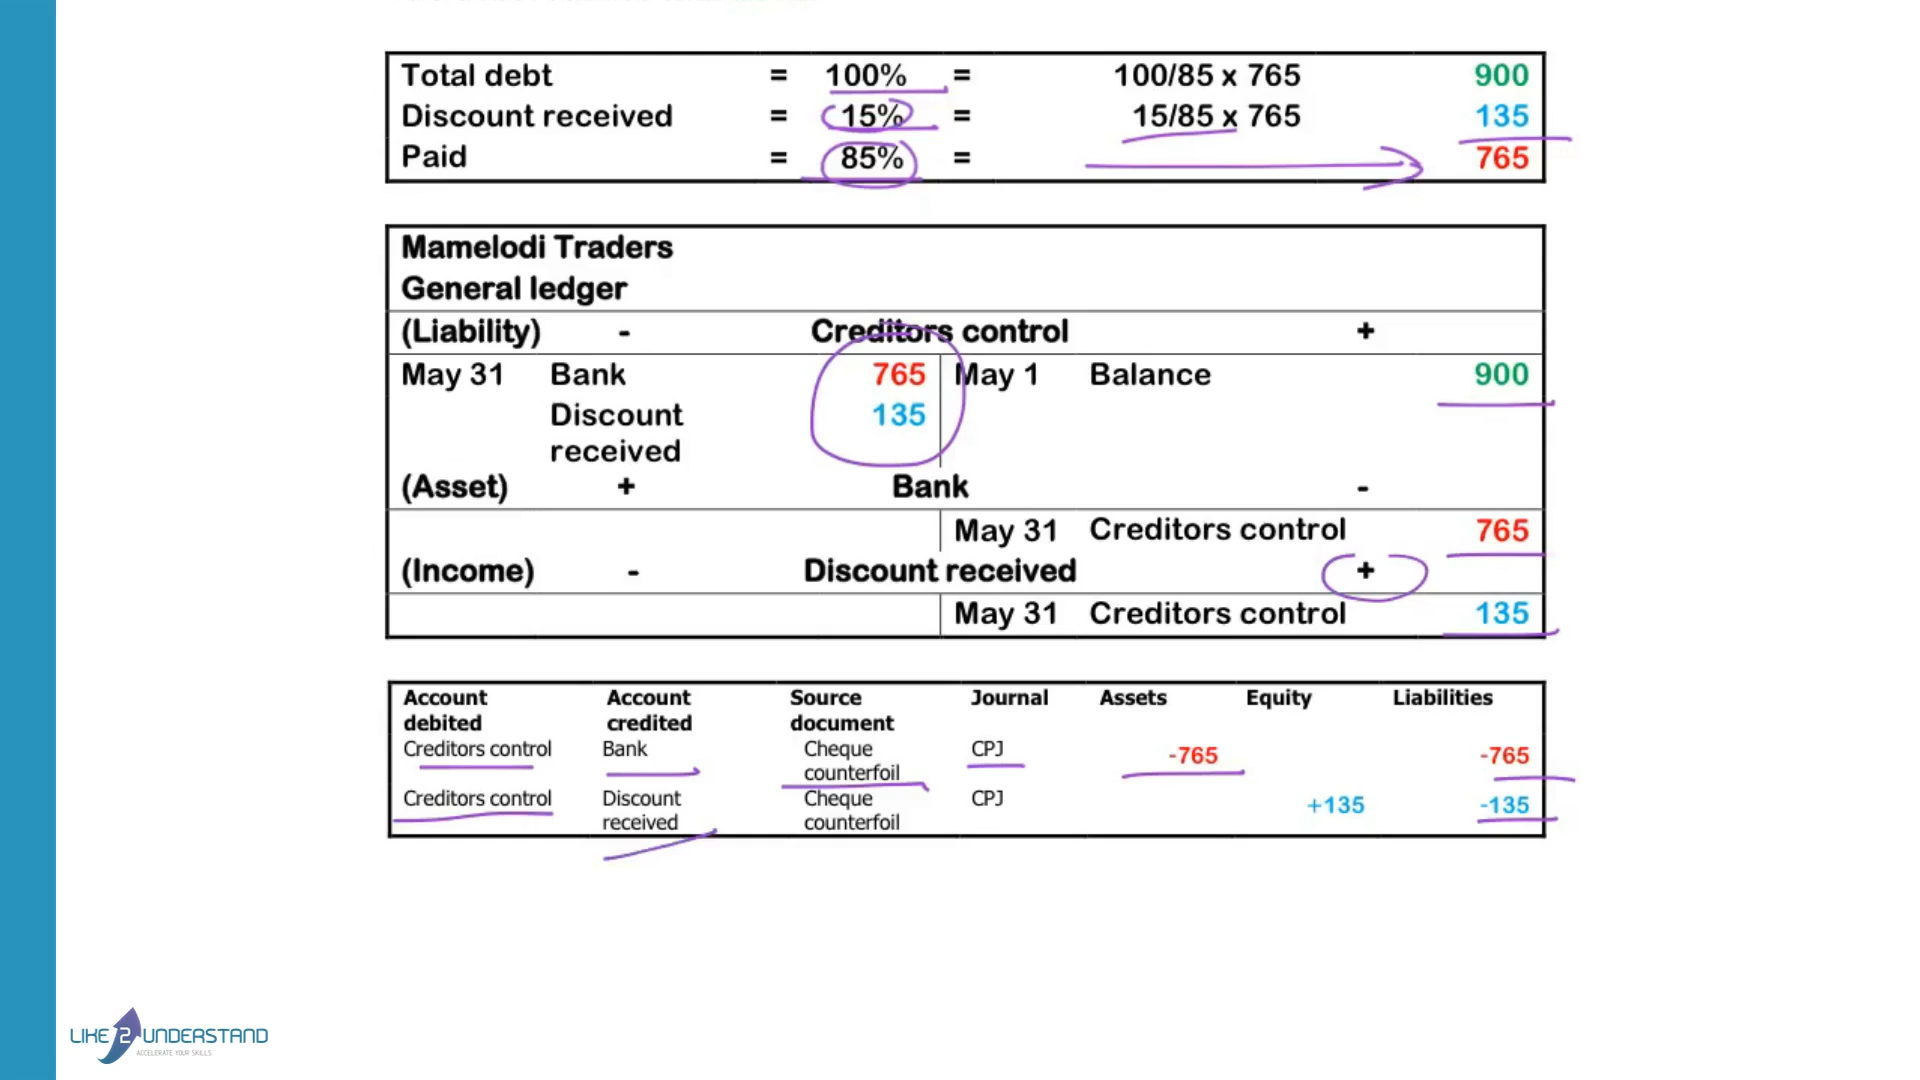 Total debt = 100% = 100/85 x 765 900
Discount received = 15% = 15/85 x 765 135
Paid = 85% = 765
Mamelodi Traders
General ledger
(Liability) - Creditors control +
May 31 Bank 765 May 1 Balance 900
Discount 135
received
(Asset) + Bank -
May 31 Creditors control 765
(Income) - Discount received +
May 31 Creditors control 135
Account Account Source Journal Assets Equity Liabilities
debited credited document
Creditors control Bank Cheque CPJ -765 -765
counterfoil
Creditors control Discount Cheque CPJ +135 -135
received counterfoil
LIKE 2 UNDERSTAND
ACCELERATE YOUR SKILLS